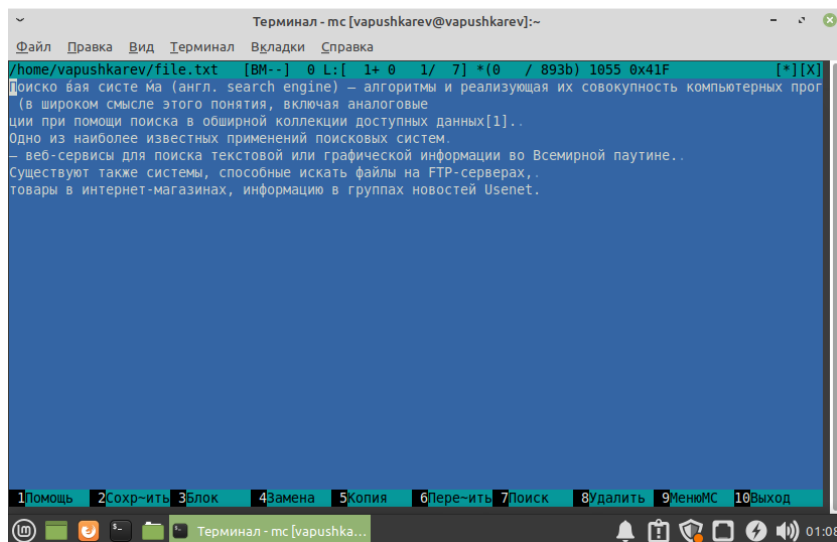 Терминал - mc [vapushkarev@vapushkarev]:~
Файл Правка Вид Терминал Вкладки Справка
/home/vapushkarev/file.txt [BM--] 0 L:[ 1+ 0 1/ 7] *(0 / 893b) 1055 0x41F [*][X]
Поиско́вая систе́ма (англ. search engine) — алгоритмы и реализующая их совокупность компьютерных прог
(в широком смысле этого понятия, включая аналоговые
ции при помощи поиска в обширной коллекции доступных данных[1]..
Одно из наиболее известных применений поисковых систем.
— веб-сервисы для поиска текстовой или графической информации во Всемирной паутине..
Существуют также системы, способные искать файлы на FTP-серверах,.
товары в интернет-магазинах, информацию в группах новостей Usenet.
1Помощь 2Сохр~ить 3Блок 4Замена 5Копия 6Пере~ить 7Поиск 8Удалить 9МенюMC 10Выход
Терминал - mc [vapushka... 01:08